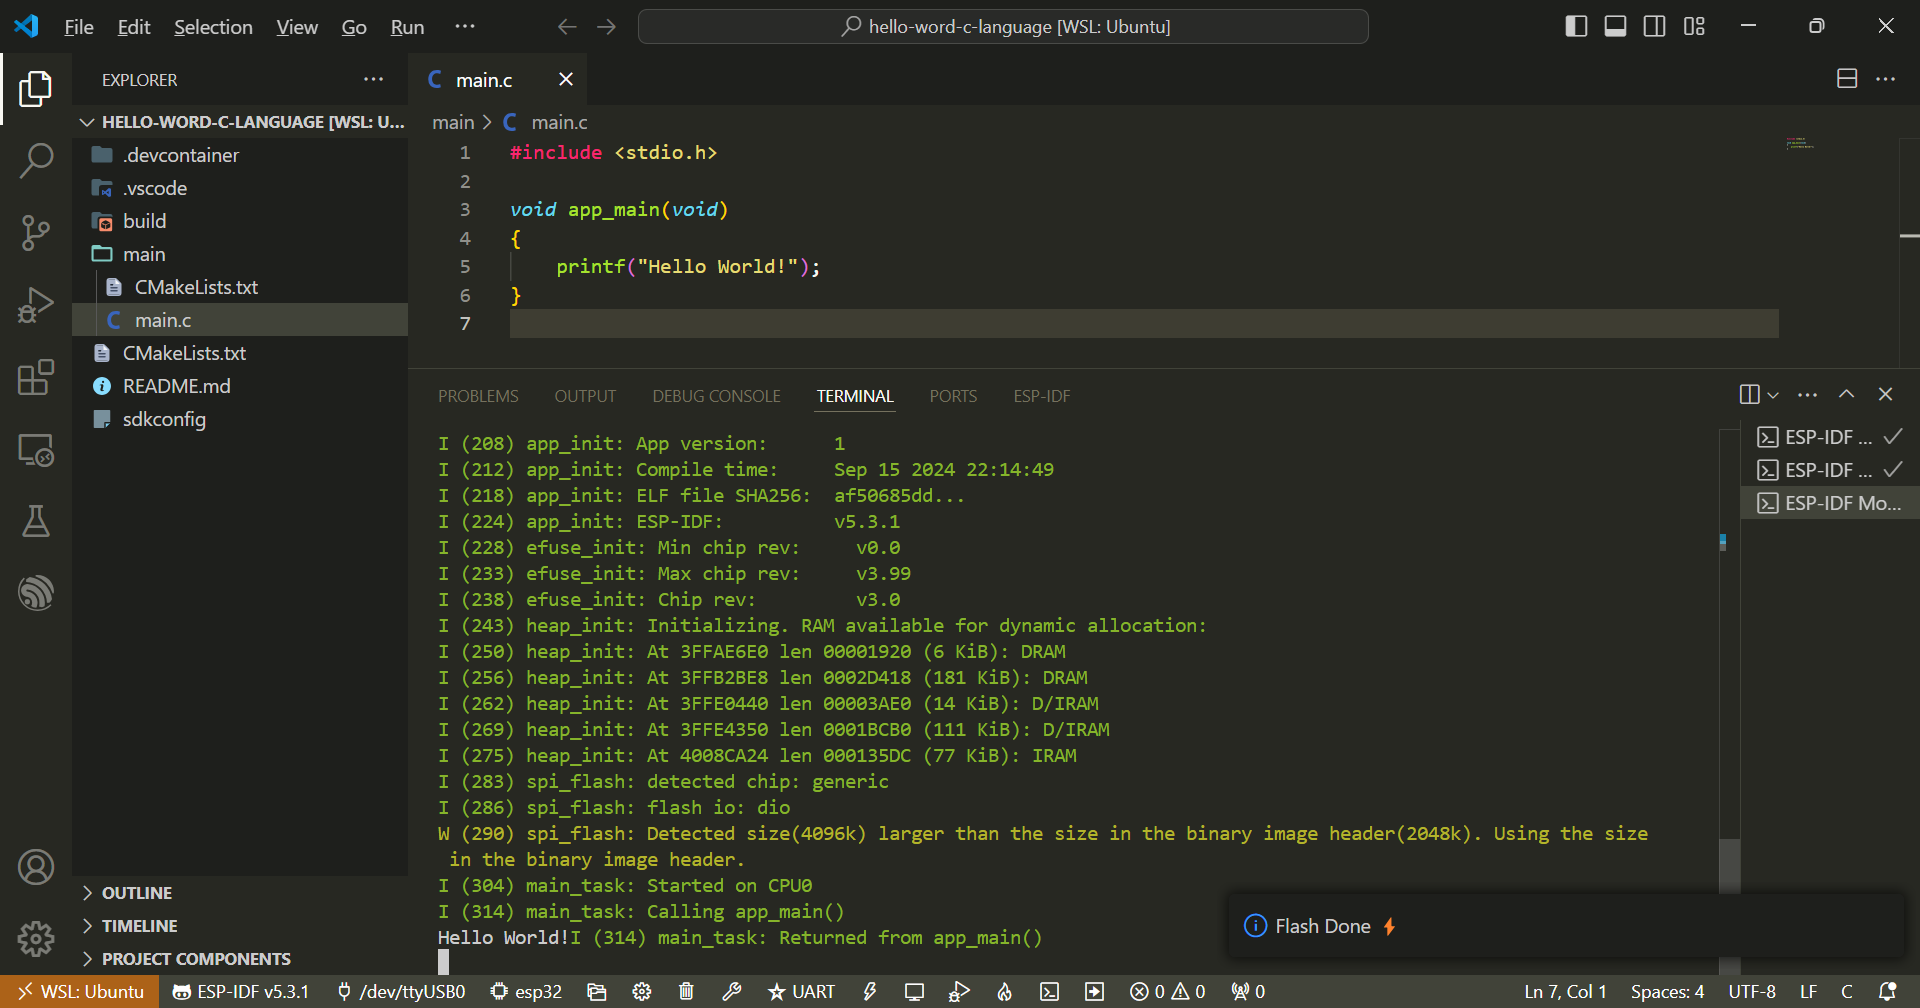 File Edit Selection View Go Run ···
hello-word-c-language [WSL: Ubuntu]
EXPLORER ···
HELLO-WORD-C-LANGUAGE [WSL: U...
.devcontainer
.vscode
build
main
CMakeLists.txt
main.c
CMakeLists.txt
README.md
sdkconfig
OUTLINE
TIMELINE
PROJECT COMPONENTS
C main.c
main > C main.c
1 #include <stdio.h>
2
3 void app_main(void)
4 {
5 printf("Hello World!");
6 }
7
PROBLEMS OUTPUT DEBUG CONSOLE TERMINAL PORTS ESP-IDF
I (208) app_init: App version: 1
I (212) app_init: Compile time: Sep 15 2024 22:14:49
I (218) app_init: ELF file SHA256: af50685dd...
I (224) app_init: ESP-IDF: v5.3.1
I (228) efuse_init: Min chip rev: v0.0
I (233) efuse_init: Max chip rev: v3.99
I (238) efuse_init: Chip rev: v3.0
I (243) heap_init: Initializing. RAM available for dynamic allocation:
I (250) heap_init: At 3FFAE6E0 len 00001920 (6 KiB): DRAM
I (256) heap_init: At 3FFB2BE8 len 0002D418 (181 KiB): DRAM
I (262) heap_init: At 3FFE0440 len 00003AE0 (14 KiB): D/IRAM
I (269) heap_init: At 3FFE4350 len 0001BCB0 (111 KiB): D/IRAM
I (275) heap_init: At 4008CA24 len 000135DC (77 KiB): IRAM
I (283) spi_flash: detected chip: generic
I (286) spi_flash: flash io: dio
W (290) spi_flash: Detected size(4096k) larger than the size in the binary image header(2048k). Using the size
in the binary image header.
I (304) main_task: Started on CPU0
I (314) main_task: Calling app_main()
Hello World!I (314) main_task: Returned from app_main()
ESP-IDF ...
ESP-IDF ...
ESP-IDF Mo...
Flash Done
WSL: Ubuntu ESP-IDF v5.3.1 /dev/ttyUSB0 esp32 UART 0 0 0 Ln 7, Col 1 Spaces: 4 UTF-8 LF C